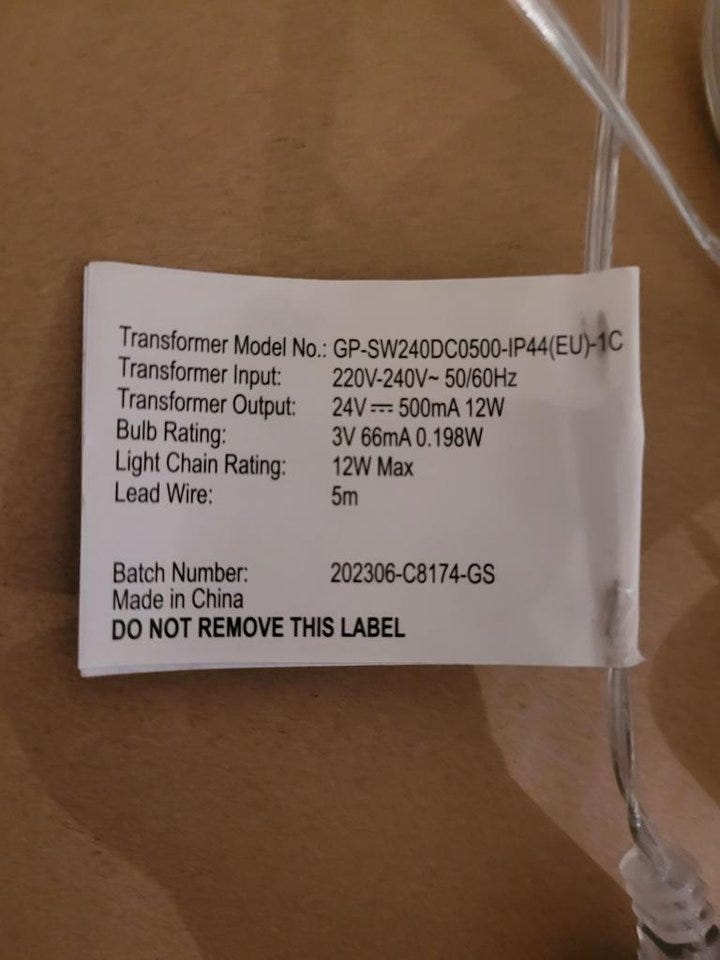 Transformer Model No.: GP-SW240DC0500-IP44(EU)-1C
Transformer Input: 220V-240V~ 50/60Hz
Transformer Output: 24V ⎓ 500mA 12W
Bulb Rating: 3V 66mA 0.198W
Light Chain Rating: 12W Max
Lead Wire: 5m
Batch Number: 202306-C8174-GS
Made in China
DO NOT REMOVE THIS LABEL